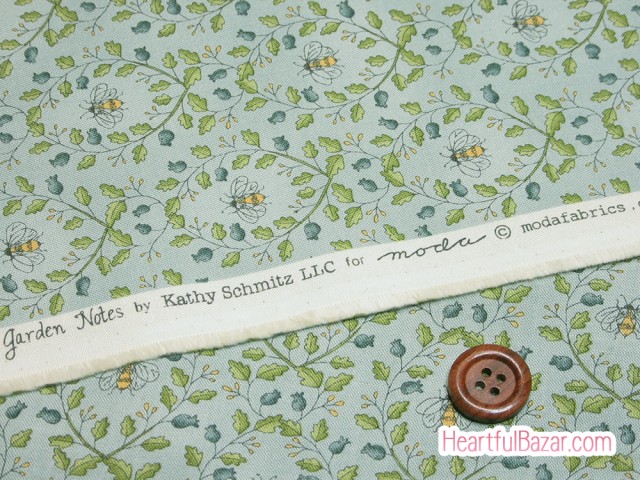 Garden Notes by Kathy Schmitz LLC for moda © modafabrics.
HeartfulBazar.com